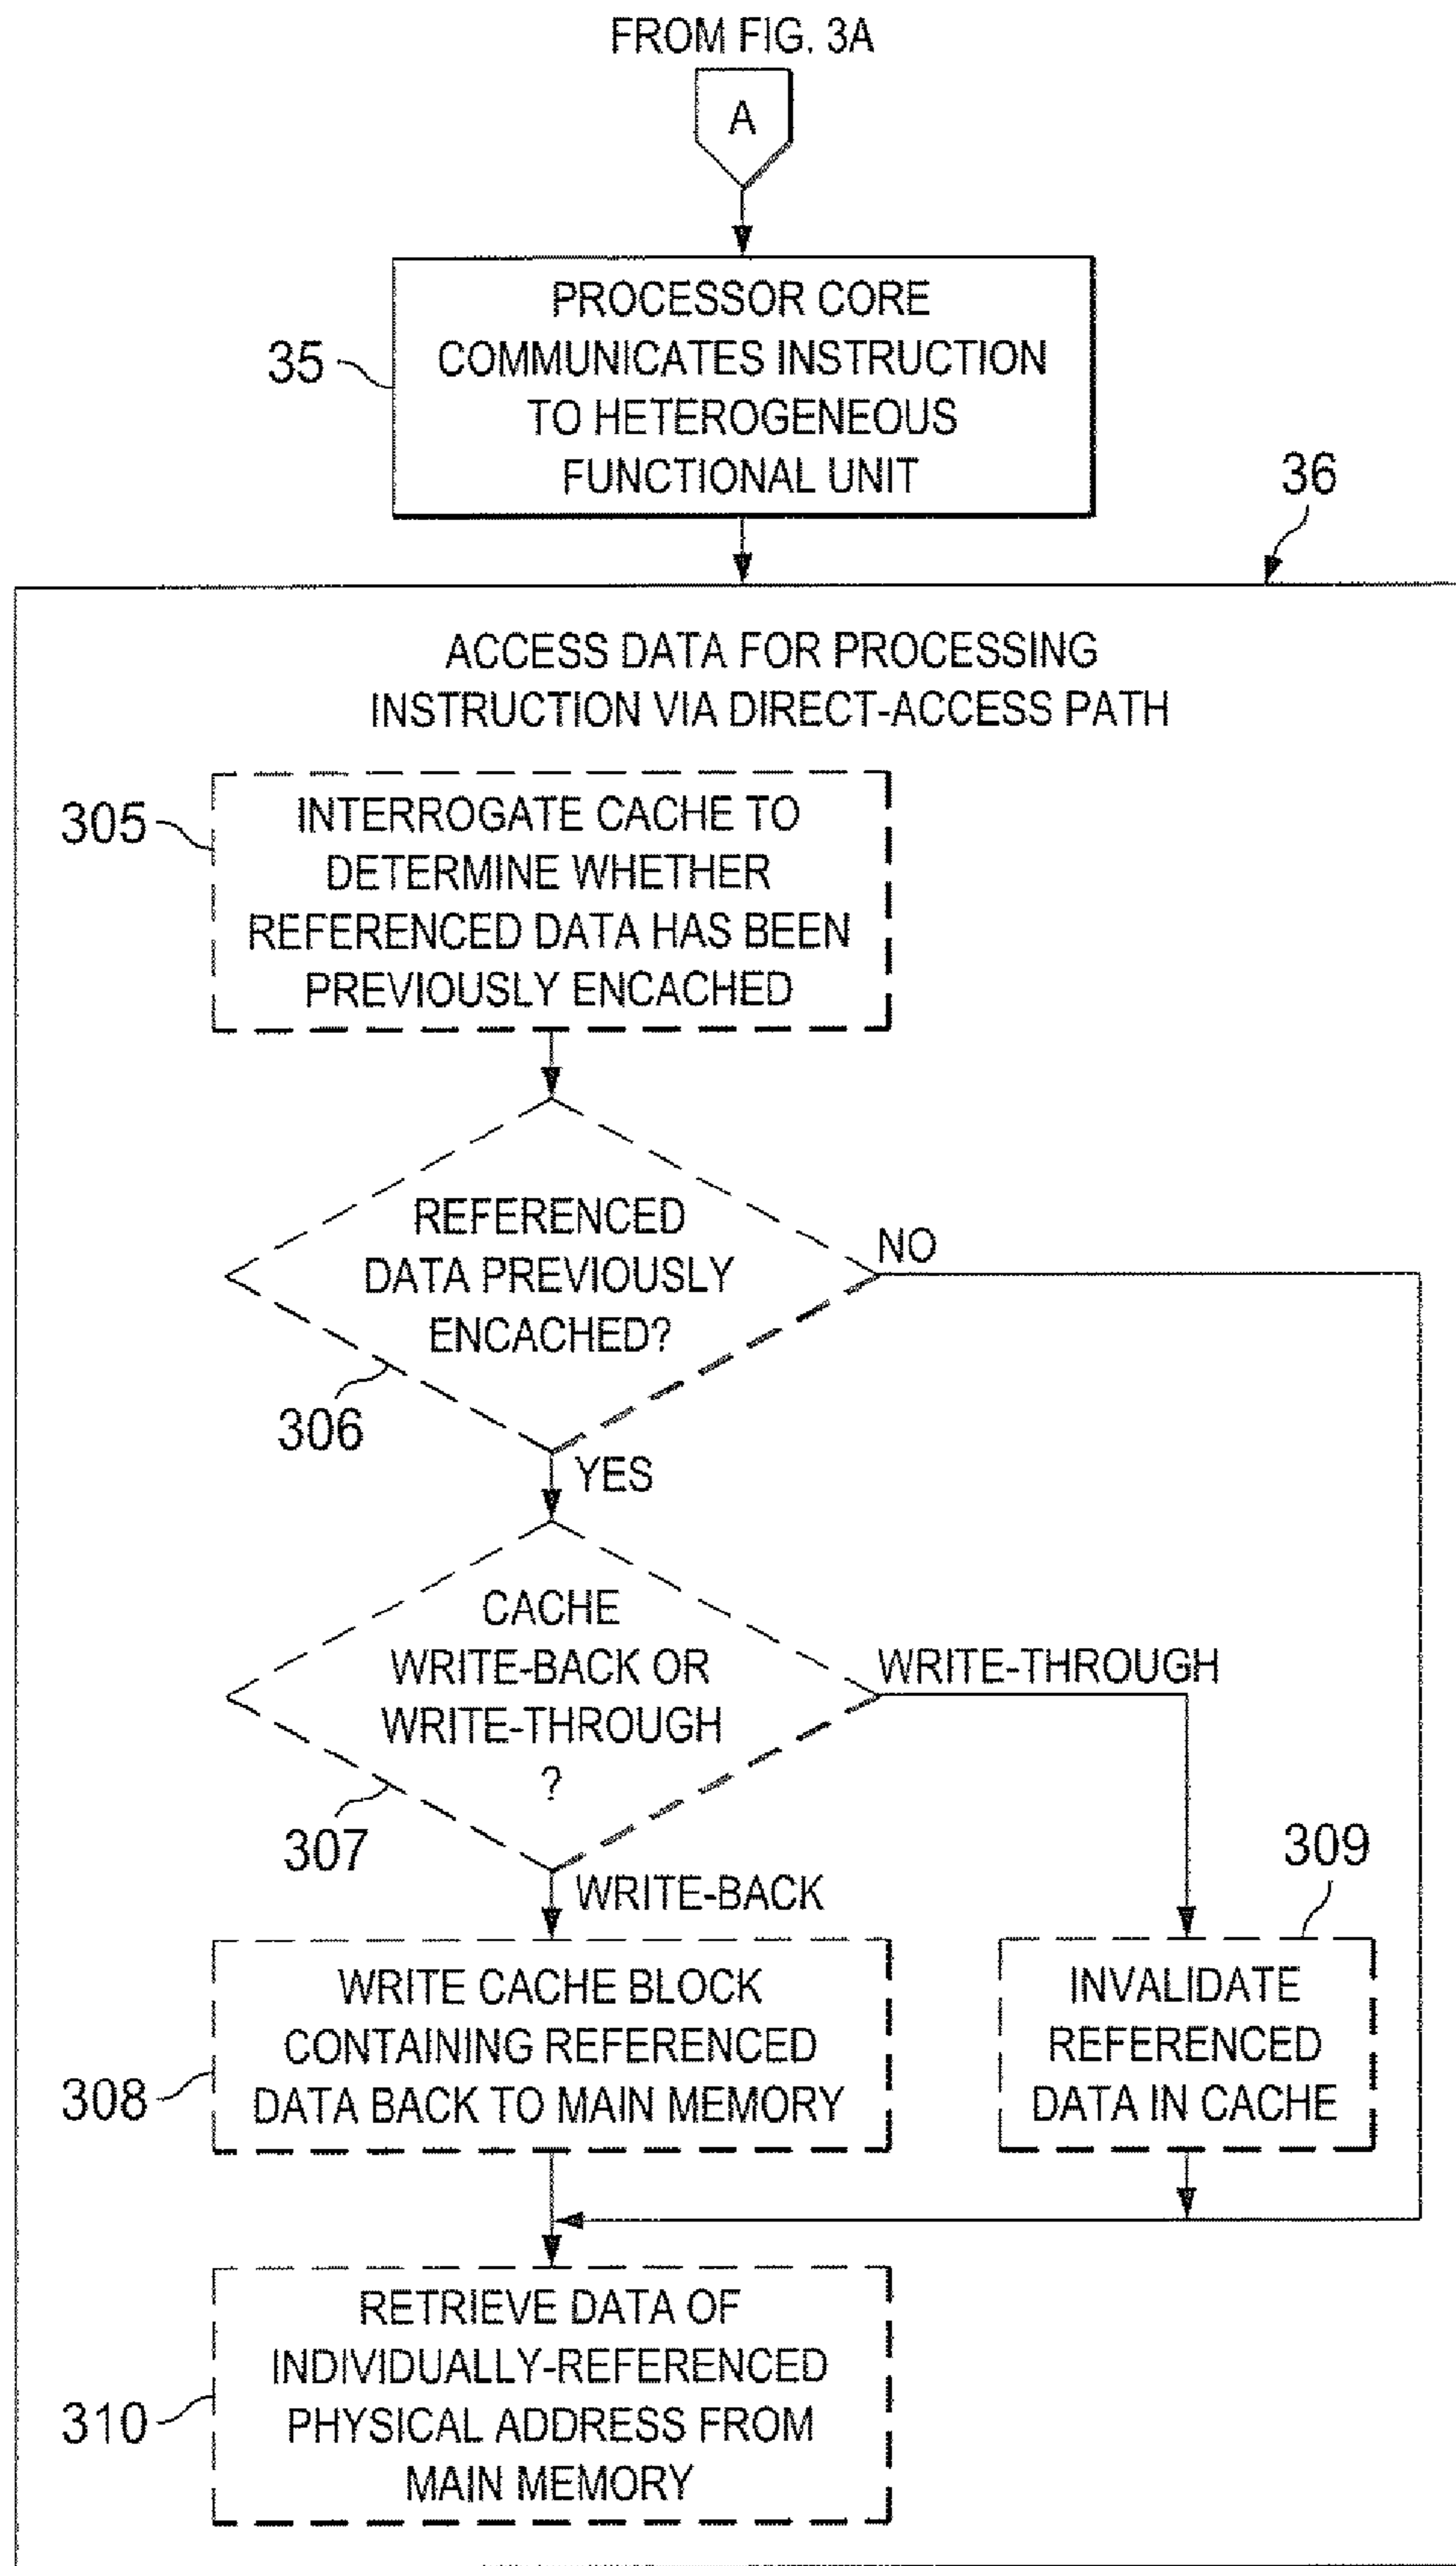 FROM FIG. 3A
A
PROCESSOR CORE
COMMUNICATES INSTRUCTION
TO HETEROGENEOUS
FUNCTIONAL UNIT
35
36
ACCESS DATA FOR PROCESSING
INSTRUCTION VIA DIRECT-ACCESS PATH
305
INTERROGATE CACHE TO
DETERMINE WHETHER
REFERENCED DATA HAS BEEN
PREVIOUSLY ENCACHED
REFERENCED
DATA PREVIOUSLY
ENCACHED?
NO
306
YES
CACHE
WRITE-BACK OR
WRITE-THROUGH
?
WRITE-THROUGH
307
WRITE-BACK
309
308
WRITE CACHE BLOCK
CONTAINING REFERENCED
DATA BACK TO MAIN MEMORY
INVALIDATE
REFERENCED
DATA IN CACHE
310
RETRIEVE DATA OF
INDIVIDUALLY-REFERENCED
PHYSICAL ADDRESS FROM
MAIN MEMORY